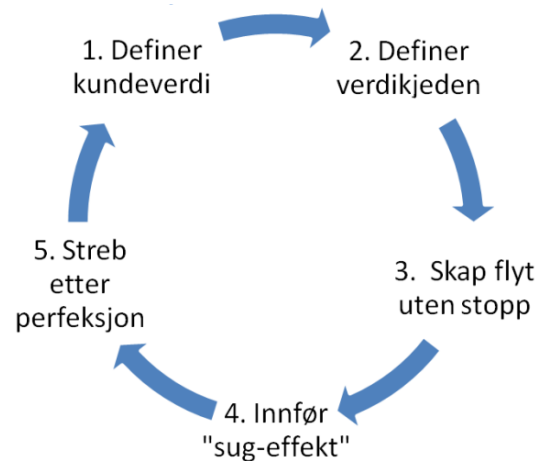 1. Definer
kundeverdi
2. Definer
verdikjeden
3. Skap flyt
uten stopp
4. Innfør
"sug-effekt"
5. Streb
etter
perfeksjon